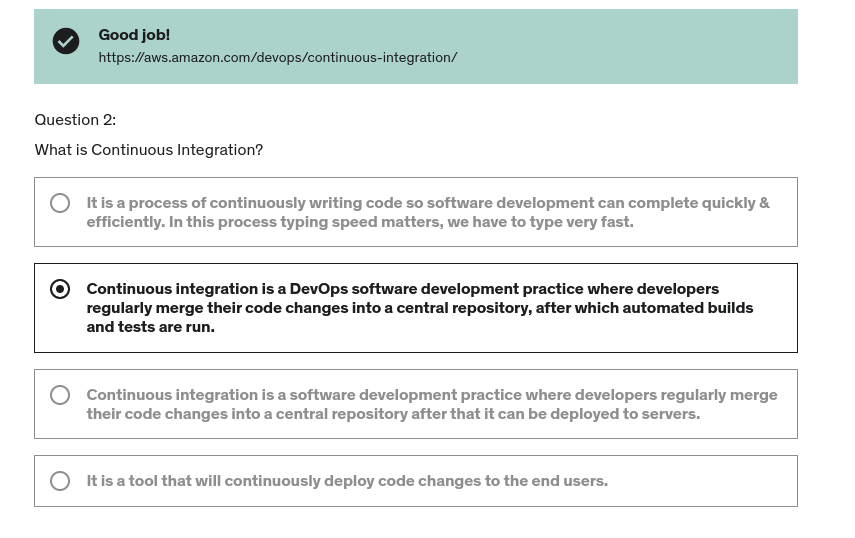 Good job!
https://aws.amazon.com/devops/continuous-integration/
Question 2:
What is Continuous Integration?
It is a process of continuously writing code so software development can complete quickly &
efficiently. In this process typing speed matters, we have to type very fast.
Continuous integration is a DevOps software development practice where developers
regularly merge their code changes into a central repository, after which automated builds
and tests are run.
Continuous integration is a software development practice where developers regularly merge
their code changes into a central repository after that it can be deployed to servers.
It is a tool that will continuously deploy code changes to the end users.